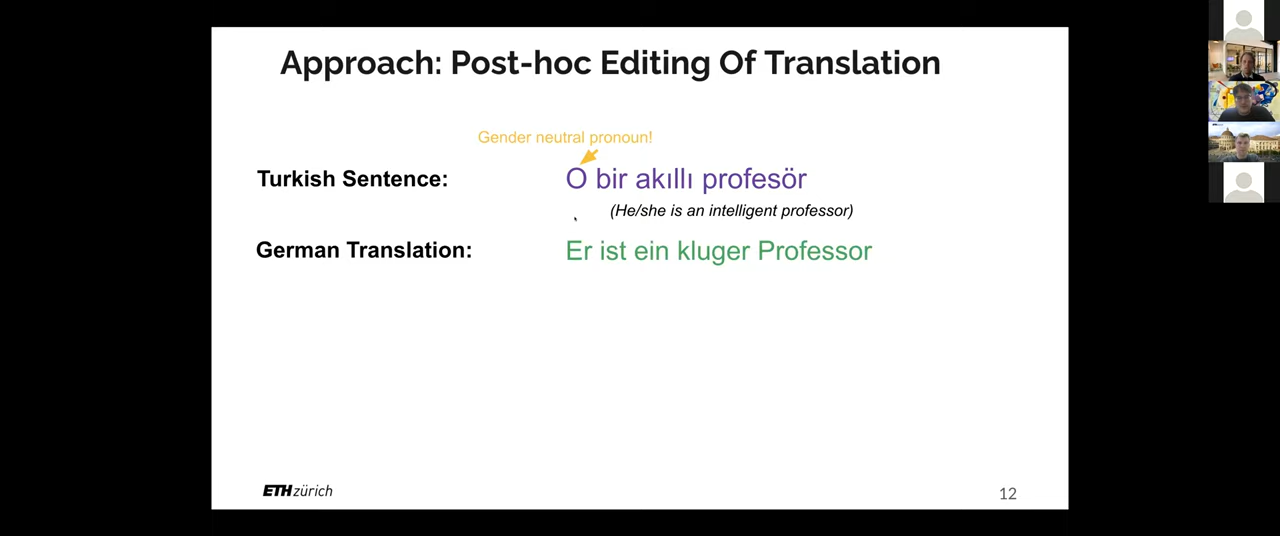 Approach: Post-hoc Editing Of Translation
Gender neutral pronoun!
Turkish Sentence: O bir akıllı profesör
(He/she is an intelligent professor)
German Translation: Er ist ein kluger Professor
ETH zürich
12